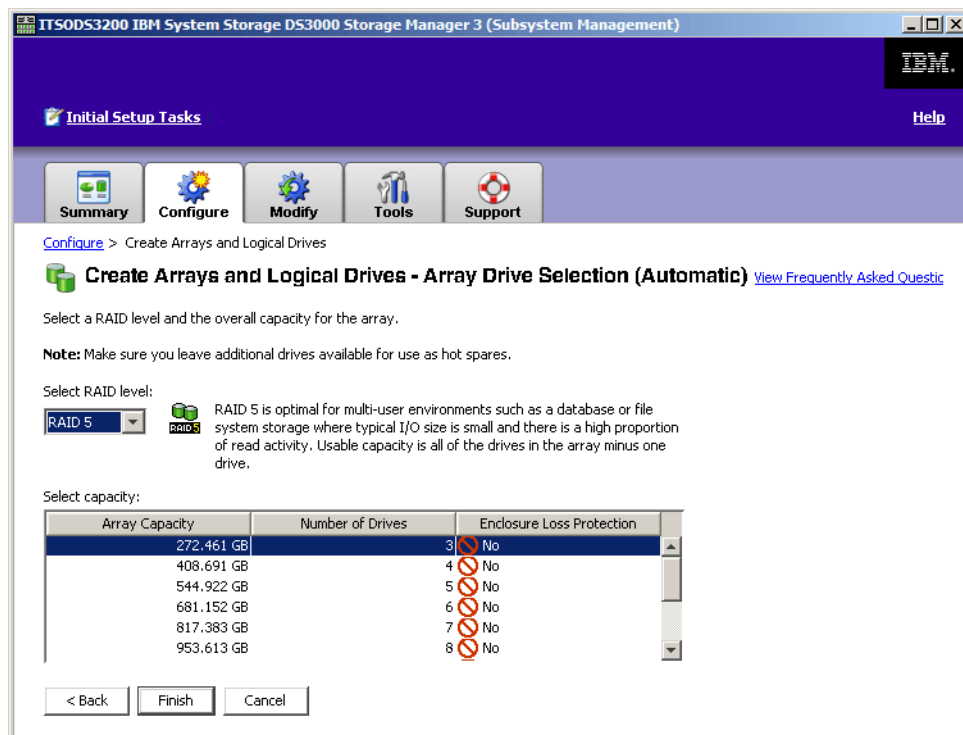 ITSODS3200 IBM System Storage DS3000 Storage Manager 3 (Subsystem Management)
IBM.
Initial Setup Tasks
Help
Summary
Configure
Modify
Tools
Support
Configure > Create Arrays and Logical Drives
Create Arrays and Logical Drives - Array Drive Selection (Automatic)
View Frequently Asked Questic
Select a RAID level and the overall capacity for the array.
Note: Make sure you leave additional drives available for use as hot spares.
Select RAID level:
RAID 5
RAID 5
RAID 5 is optimal for multi-user environments such as a database or file
system storage where typical I/O size is small and there is a high proportion
of read activity. Usable capacity is all of the drives in the array minus one
drive.
Select capacity:
Array Capacity Number of Drives Enclosure Loss Protection
272.461 GB 3 No
408.691 GB 4 No
544.922 GB 5 No
681.152 GB 6 No
817.383 GB 7 No
953.613 GB 8 No
< Back
Finish
Cancel